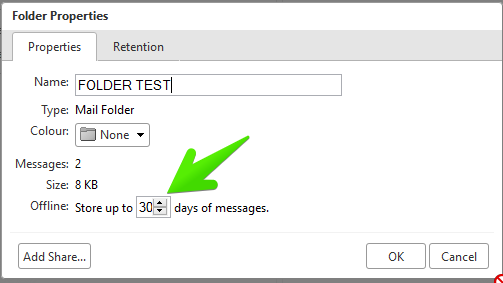 Folder Properties
Properties Retention
Name: FOLDER TEST
Type: Mail Folder
Colour: None
Messages: 2
Size: 8 KB
Offline: Store up to 30 days of messages.
Add Share... OK Cancel